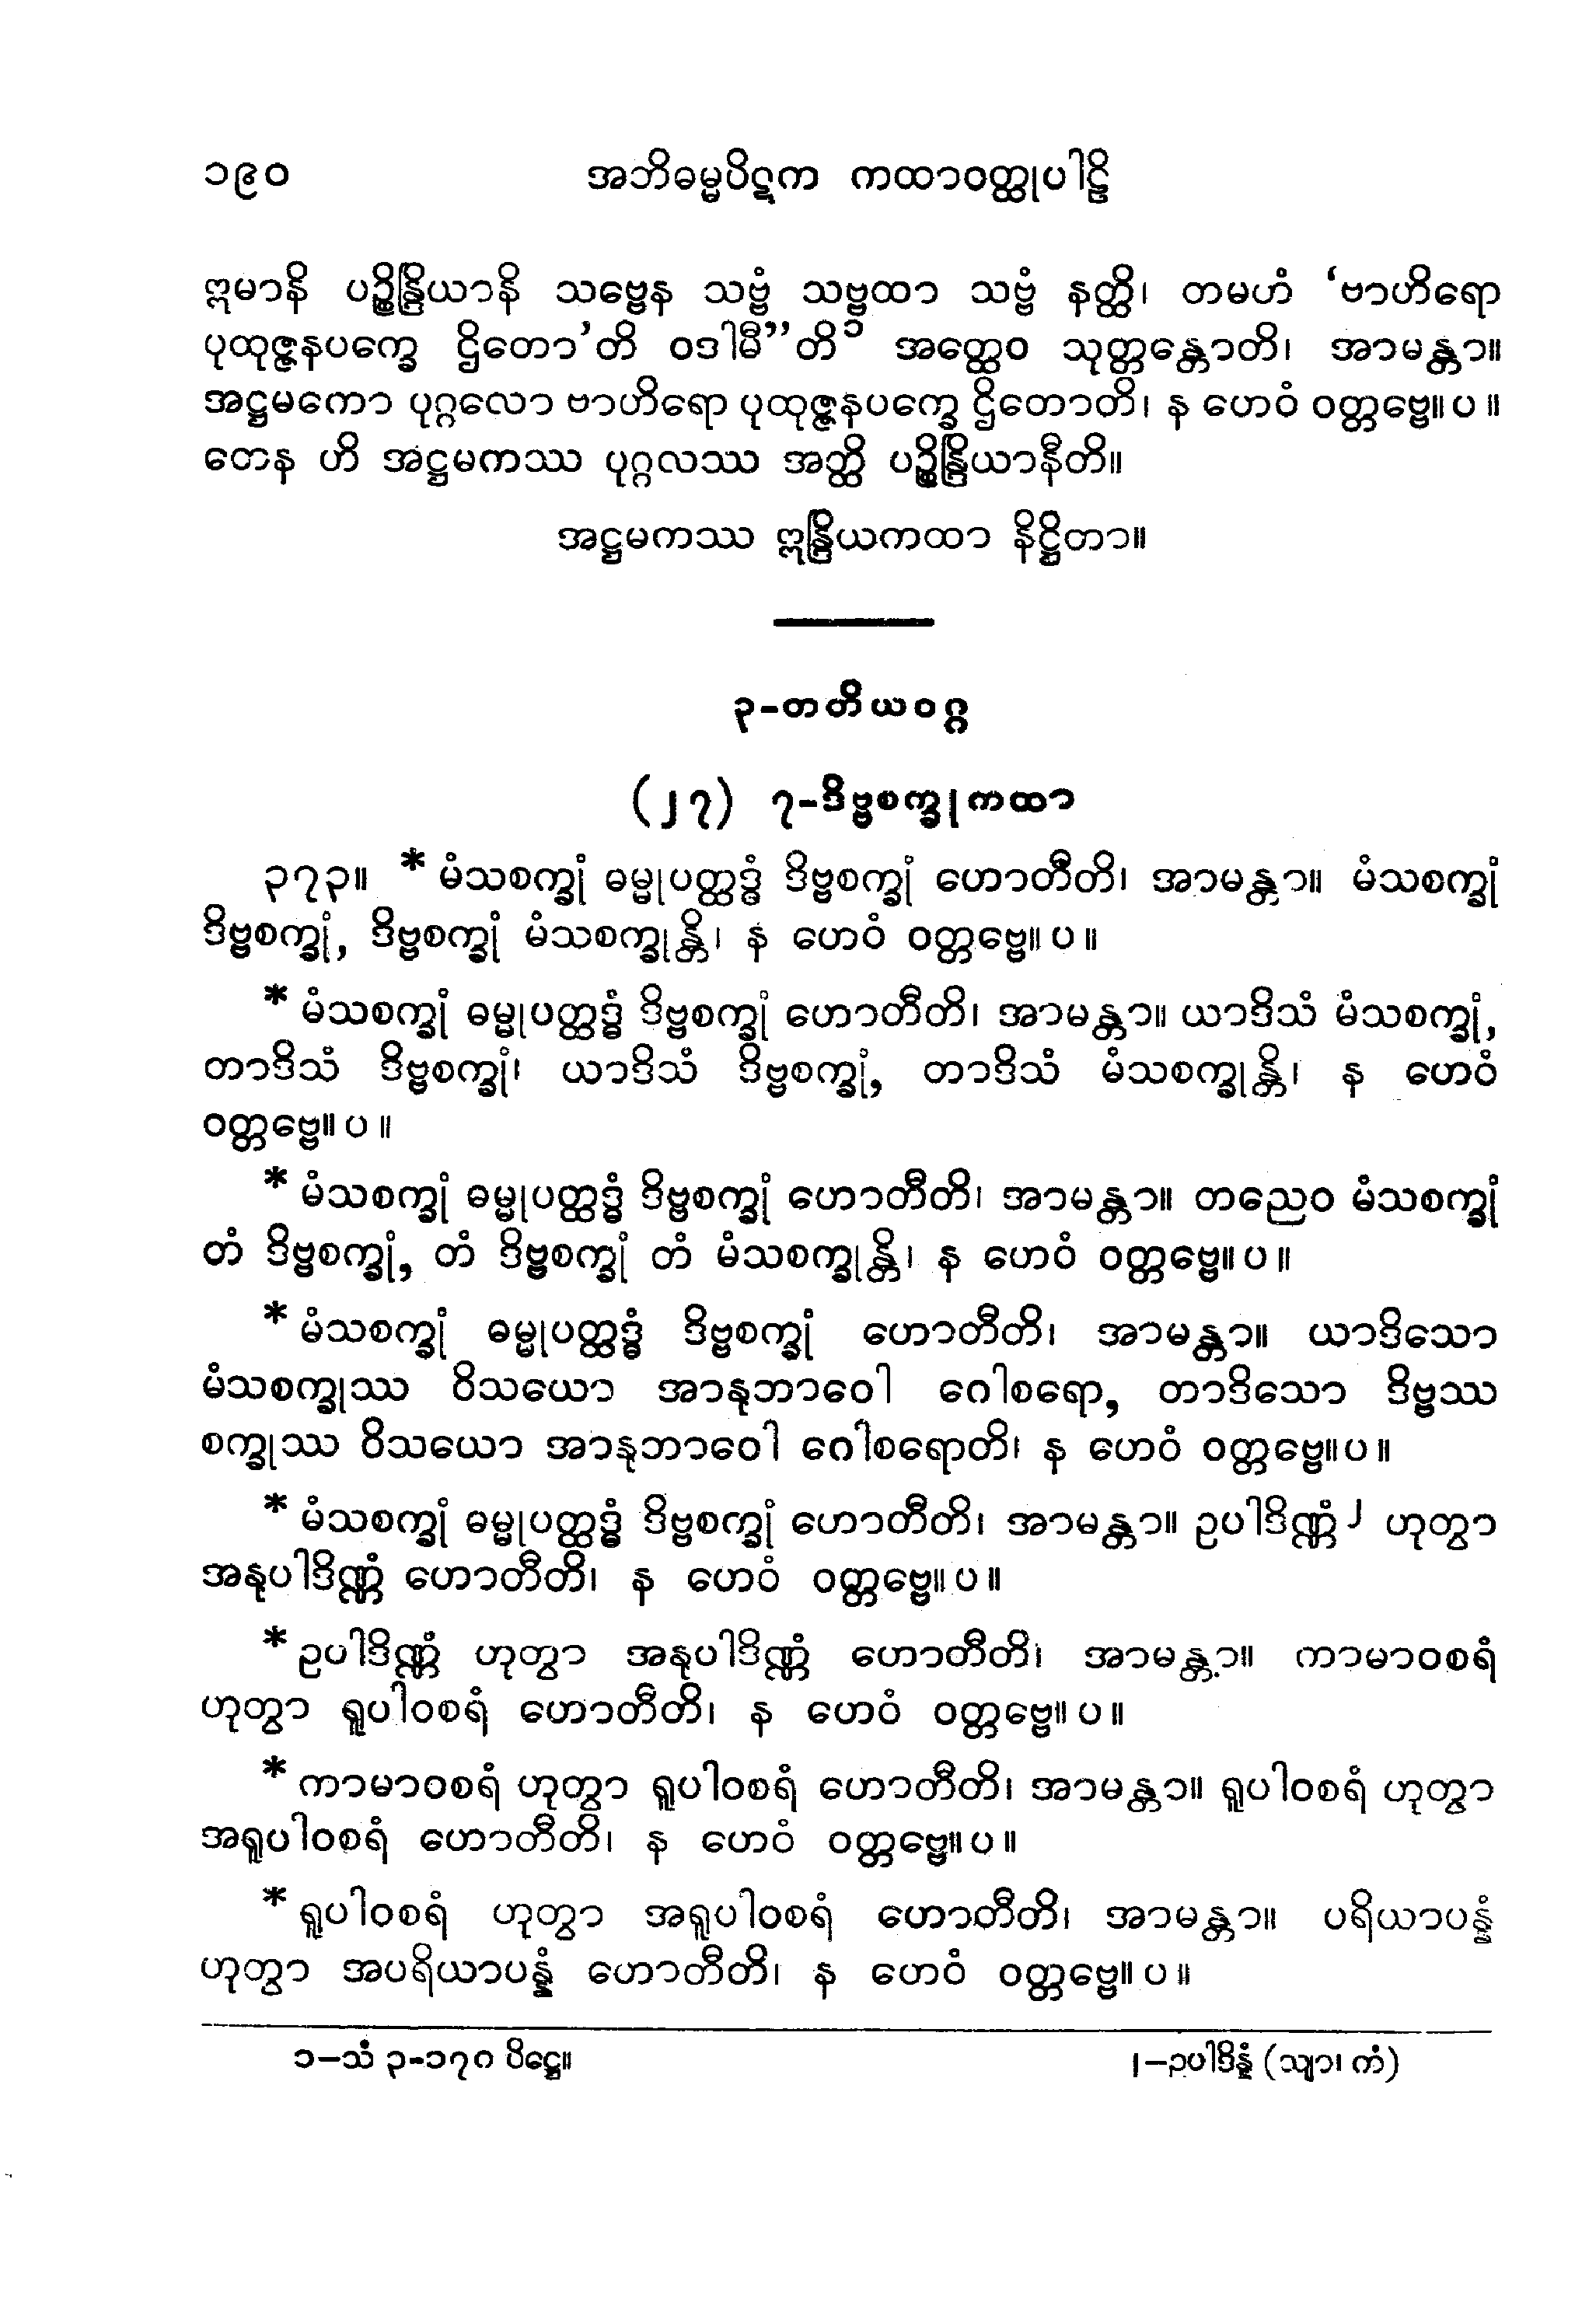 ၁၉၀ အဘိဓမ္မပိဋက ကထာဝတ္ထုပါဠိ
ဣမာနိ ပဉ္စိန္ဒြိယာနိ သဗ္ဗေန သဗ္ဗံ သဗ္ဗထာ သဗ္ဗံ နတ္ထိ၊ တမဟံ ‘ဗာဟိရော
ပုထုဇ္ဇနပက္ခေ ဌိတော’တိ ဝဒါမီ”တိ၁ အတ္ထေဝ သုတ္တန္တောတိ၊ အာမန္တာ။
အဋ္ဌမကော ပုဂ္ဂလော ဗာဟိရော ပုထုဇ္ဇနပက္ခေ ဌိတောတိ၊ န ဟေဝံ ဝတ္တဗ္ဗေ။ ပ ။
တေန ဟိ အဋ္ဌမကဿ ပုဂ္ဂလဿ အတ္ထိ ပဉ္စိန္ဒြိယာနီတိ။
အဋ္ဌမကဿ ဣန္ဒြိယကထာ နိဋ္ဌိတာ။
၃-တတိယဝဂ္ဂ
(၂၇) ၇-ဒိဗ္ဗစက္ခုကထာ
၃၇၃။ * မံသစက္ခုံ ဓမ္မုပတ္ထဒ္ဓံ ဒိဗ္ဗစက္ခုံ ဟောတီတိ၊ အာမန္တာ။ မံသစက္ခုံ
ဒိဗ္ဗစက္ခုံ, ဒိဗ္ဗစက္ခုံ မံသစက္ခုန္တိ၊ န ဟေဝံ ဝတ္တဗ္ဗေ။ ပ ။
* မံသစက္ခုံ ဓမ္မုပတ္ထဒ္ဓံ ဒိဗ္ဗစက္ခုံ ဟောတီတိ၊ အာမန္တာ။ ယာဒိသံ မံသစက္ခုံ,
တာဒိသံ ဒိဗ္ဗစက္ခုံ၊ ယာဒိသံ ဒိဗ္ဗစက္ခုံ, တာဒိသံ မံသစက္ခုန္တိ၊ န ဟေဝံ
ဝတ္တဗ္ဗေ။ ပ ။
* မံသစက္ခုံ ဓမ္မုပတ္ထဒ္ဓံ ဒိဗ္ဗစက္ခုံ ဟောတီတိ၊ အာမန္တာ။ တညေဝ မံသစက္ခုံ
တံ ဒိဗ္ဗစက္ခုံ, တံ ဒိဗ္ဗစက္ခုံ တံ မံသစက္ခုန္တိ၊ န ဟေဝံ ဝတ္တဗ္ဗေ။ ပ ။
* မံသစက္ခုံ ဓမ္မုပတ္ထဒ္ဓံ ဒိဗ္ဗစက္ခုံ ဟောတီတိ၊ အာမန္တာ။ ယာဒိသော
မံသစက္ခုဿ ဝိသယော အာနုဘာဝေါ ဂေါစရော, တာဒိသော ဒိဗ္ဗဿ
စက္ခုဿ ဝိသယော အာနုဘာဝေါ ဂေါစရောတိ၊ န ဟေဝံ ဝတ္တဗ္ဗေ။ ပ ။
* မံသစက္ခုံ ဓမ္မုပတ္ထဒ္ဓံ ဒိဗ္ဗစက္ခုံ ဟောတီတိ၊ အာမန္တာ။ ဥပါဒိဏ္ဏံ၂ ဟုတွာ
အနုပါဒိဏ္ဏံ ဟောတီတိ၊ န ဟေဝံ ဝတ္တဗ္ဗေ။ ပ ။
* ဥပါဒိဏ္ဏံ ဟုတွာ အနုပါဒိဏ္ဏံ ဟောတီတိ၊ အာမန္တာ။ ကာမာဝစရံ
ဟုတွာ ရူပါဝစရံ ဟောတီတိ၊ န ဟေဝံ ဝတ္တဗ္ဗေ။ ပ ။
* ကာမာဝစရံ ဟုတွာ ရူပါဝစရံ ဟောတီတိ၊ အာမန္တာ။ ရူပါဝစရံ ဟုတွာ
အရူပါဝစရံ ဟောတီတိ၊ န ဟေဝံ ဝတ္တဗ္ဗေ။ ပ ။
* ရူပါဝစရံ ဟုတွာ အရူပါဝစရံ ဟောတီတိ၊ အာမန္တာ။ ပရိယာပန္နံ
ဟုတွာ အပရိယာပန္နံ ဟောတီတိ၊ န ဟေဝံ ဝတ္တဗ္ဗေ။ ပ ။
၁–သံ ၃-၁၇၀ ပိဋ္ဌေ။ ၂–ဥပါဒိန္နံ (သျာ၊ ကံ)